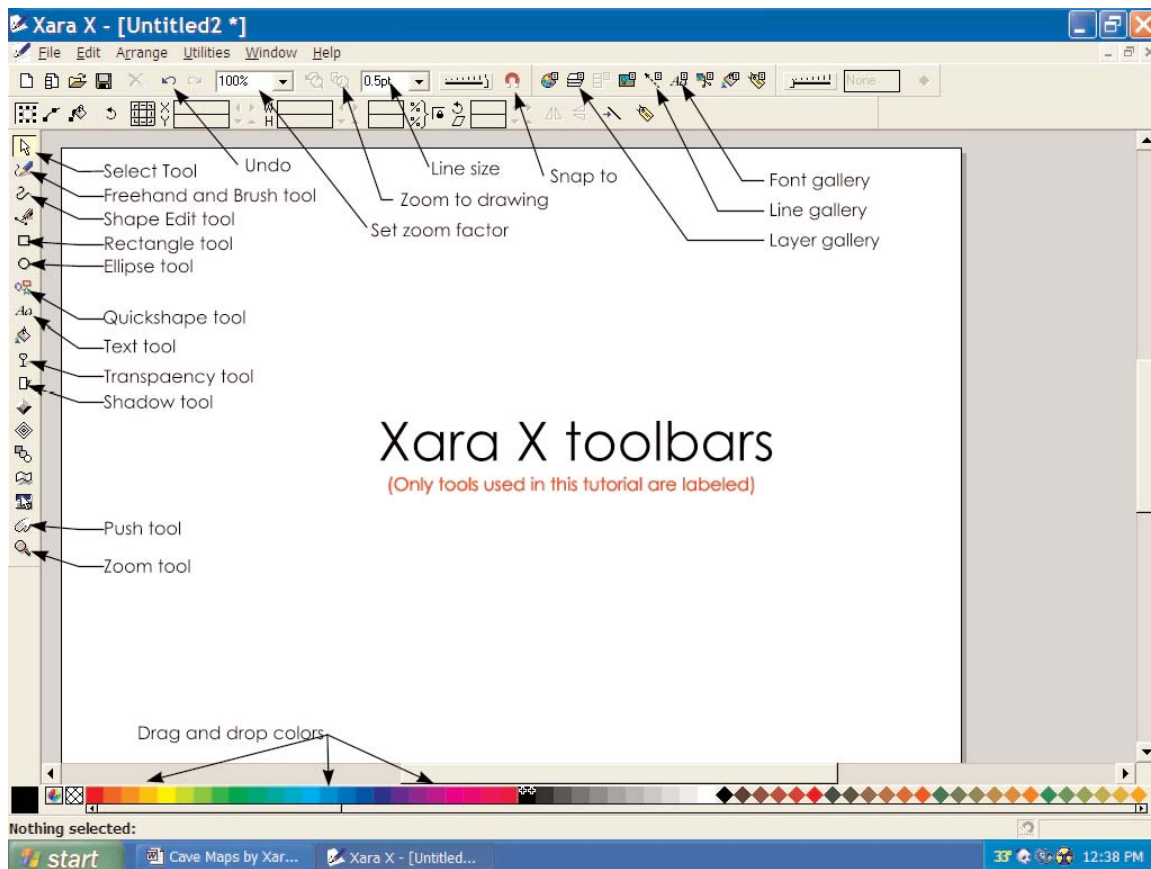 Xara X - [Untitled2 *]
File Edit Arrange Utilities Window Help
100%
0.5pt
None
X
Y
W
H
%
%
Select Tool
Undo
Line size
Snap to
Font gallery
Freehand and Brush tool
Zoom to drawing
Line gallery
Shape Edit tool
Set zoom factor
Layer gallery
Rectangle tool
Ellipse tool
Quickshape tool
Text tool
Transpaency tool
Shadow tool
Xara X toolbars
(Only tools used in this tutorial are labeled)
Push tool
Zoom tool
Drag and drop colors
Nothing selected:
start
Cave Maps by Xar...
Xara X - [Untitled...
33°
12:38 PM